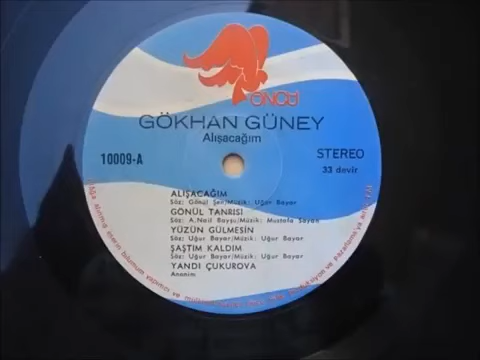 ÖNCÜ
GÖKHAN GÜNEY
Alışacağım
10009-A
STEREO
33 devir
ALIŞACAĞIM
Söz: Gönül Şen/Müzik: Uğur Bayar
GÖNÜL TANRISI
Söz: A.Nail Bayşu/Müzik: Mustafa Sayan
YÜZÜN GÜLMESİN
Söz: Uğur Bayar/Müzik: Uğur Bayar
ŞAŞTIM KALDIM
Söz: Uğur Bayar/Müzik: Uğur Bayar
YANDI ÇUKUROVA
Anonim